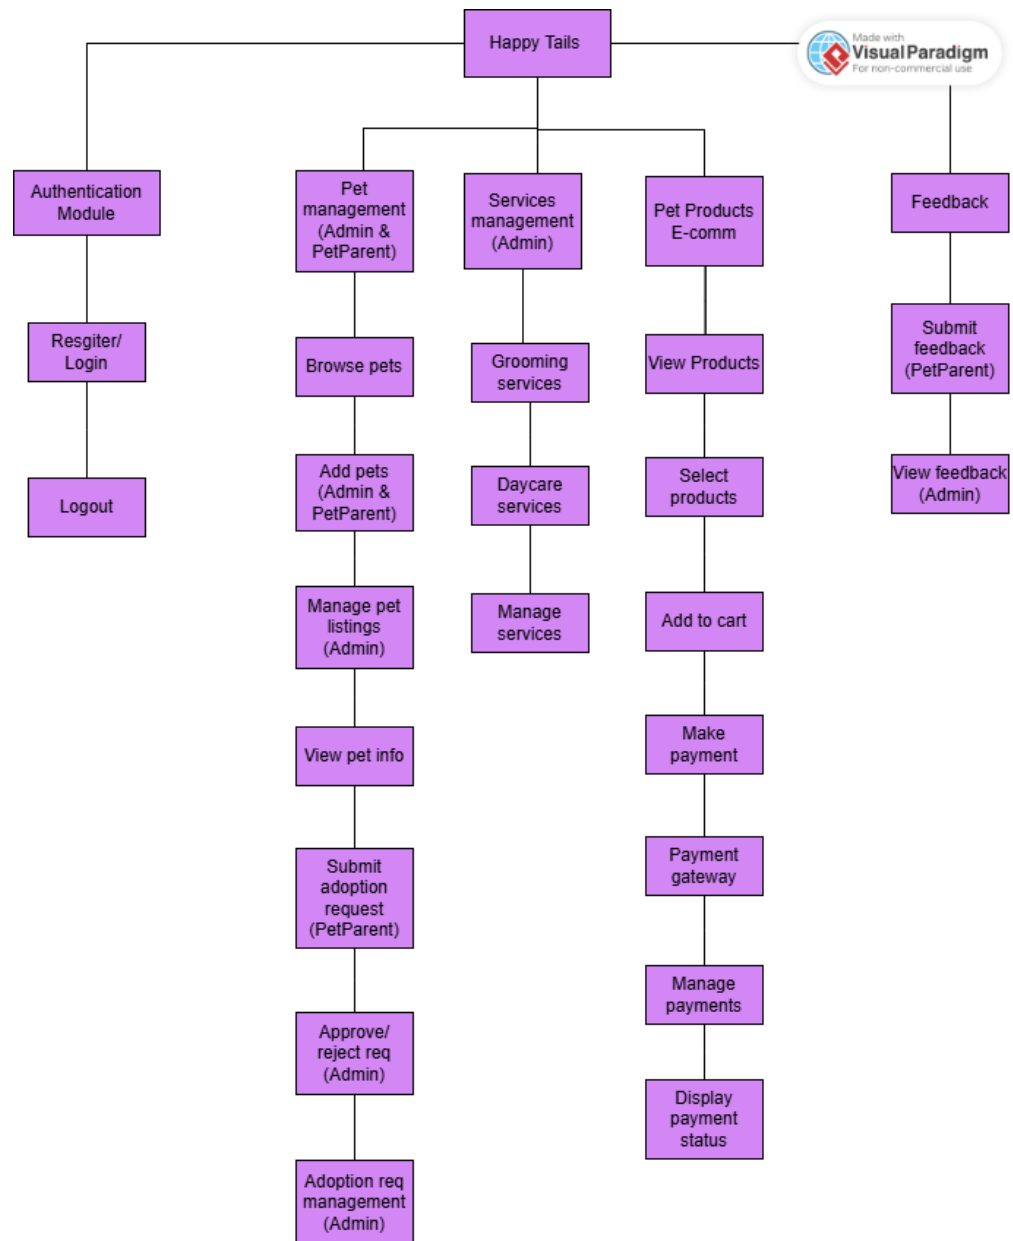 Happy Tails
Made with
Visual Paradigm
For non-commercial use
Authentication
Module
Resgiter/
Login
Logout
Pet
management
(Admin &
PetParent)
Browse pets
Add pets
(Admin &
PetParent)
Manage pet
listings
(Admin)
View pet info
Submit
adoption
request
(PetParent)
Approve/
reject req
(Admin)
Adoption req
management
(Admin)
Services
management
(Admin)
Grooming
services
Daycare
services
Manage
services
Pet Products
E-comm
View Products
Select
products
Add to cart
Make
payment
Payment
gateway
Manage
payments
Display
payment
status
Feedback
Submit
feedback
(PetParent)
View feedback
(Admin)